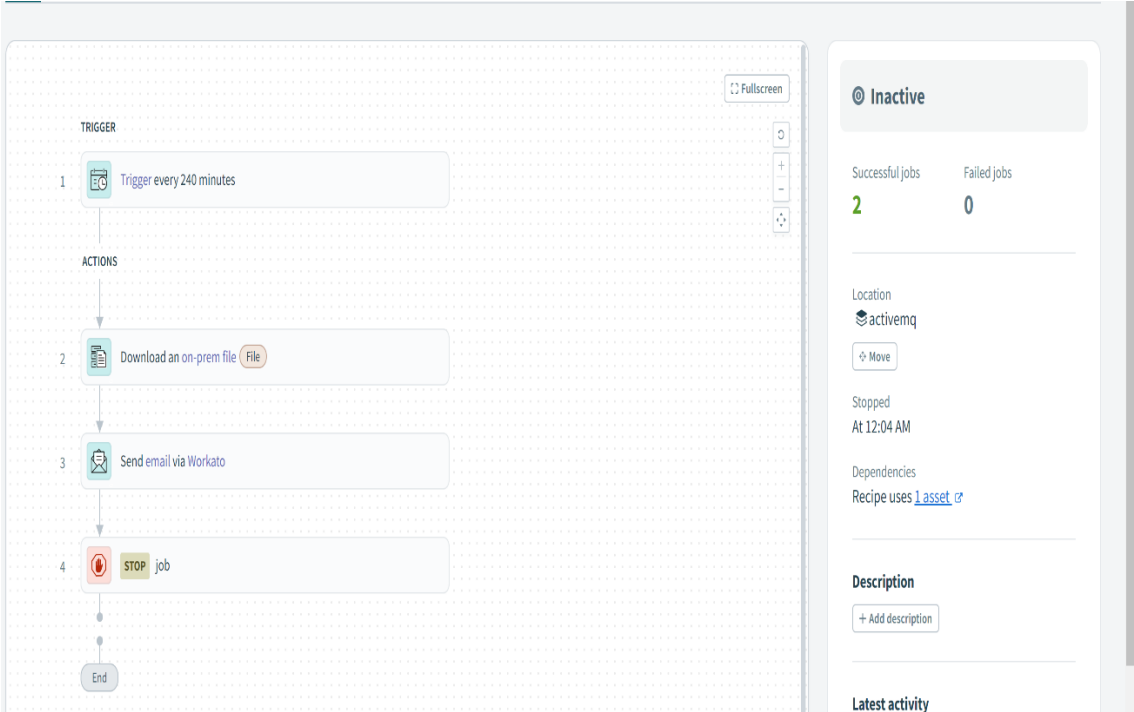 Fullscreen
TRIGGER
1 Trigger every 240 minutes
ACTIONS
2 Download an on-prem file File
3 Send email via Workato
4 STOP job
End
Inactive
Successful jobs Failed jobs
2 0
Location
activemq
Move
Stopped
At 12:04 AM
Dependencies
Recipe uses 1 asset
Description
+ Add description
Latest activity